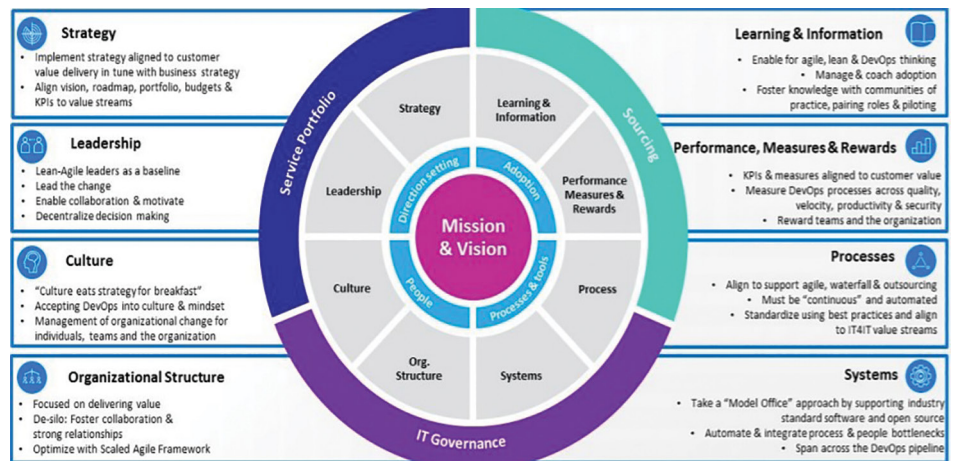 Strategy
• Implement strategy aligned to customer
value delivery in tune with business strategy
• Align vision, roadmap, portfolio, budgets &
KPIs to value streams
Leadership
• Lean-Agile leaders as a baseline
• Lead the change
• Enable collaboration & motivate
• Decentralize decision making
Culture
• “Culture eats strategy for breakfast”
• Accepting DevOps into culture & mindset
• Management of organizational change for
individuals, teams and the organization
Organizational Structure
• Focused on delivering value
• De-silo: Foster collaboration &
strong relationships
• Optimize with Scaled Agile Framework
Service Portfolio
Sourcing
IT Governance
Strategy
Learning &
Information
Leadership
Performance
Measures &
Rewards
Culture
Process
Org.
Structure
Systems
Direction setting
Adoption
People
Processes & tools
Mission
& Vision
Learning & Information
• Enable for agile, lean & DevOps thinking
• Manage & coach adoption
• Foster knowledge with communities of
practice, pairing roles & piloting
Performance, Measures & Rewards
• KPIs & measures aligned to customer value
• Measure DevOps processes across quality,
velocity, productivity & security
• Reward teams and the organization
Processes
• Align to support agile, waterfall & outsourcing
• Must be “continuous” and automated
• Standardize using best practices and align
to IT4IT value streams
Systems
• Take a “Model Office” approach by supporting industry
standard software and open source
• Automate & integrate process & people bottlenecks
• Span across the DevOps pipeline